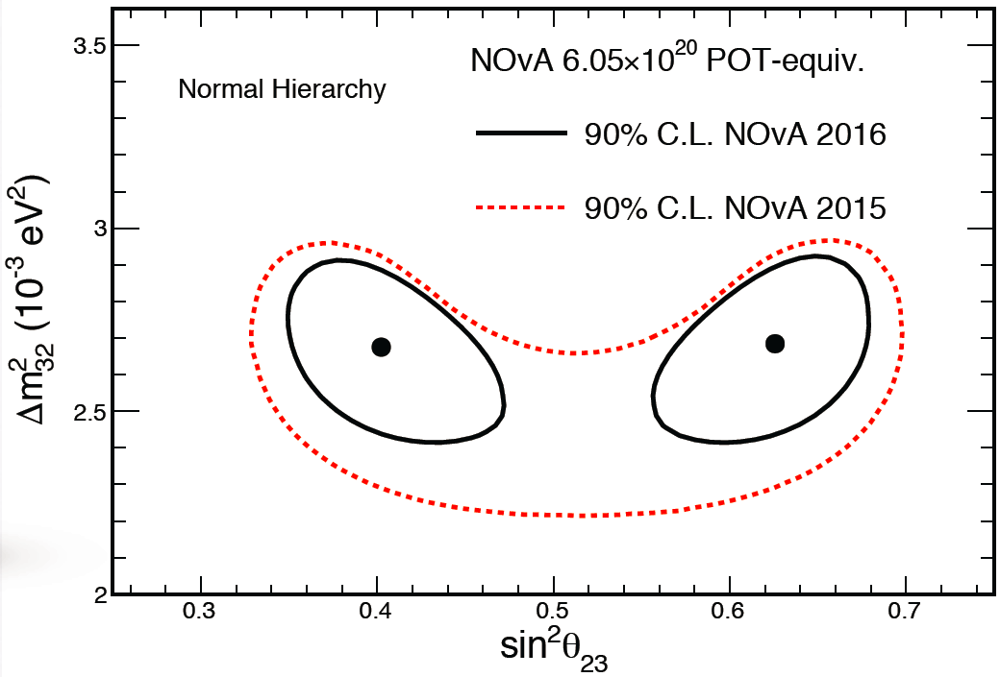 NOvA 6.05×10²⁰ POT-equiv.
Normal Hierarchy
90% C.L. NOvA 2016
90% C.L. NOvA 2015
Δm²₃₂ (10⁻³ eV²)
3.5
3
2.5
2
0.3 0.4 0.5 0.6 0.7
sin²θ₂₃